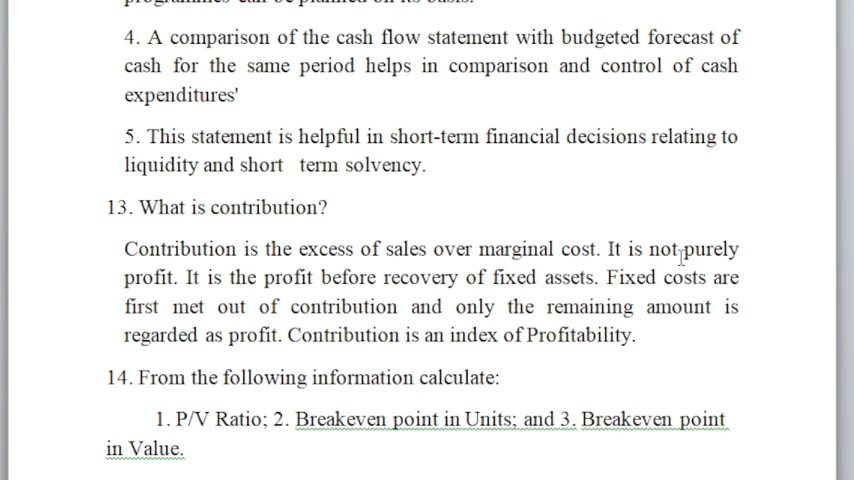 4. A comparison of the cash flow statement with budgeted forecast of
cash for the same period helps in comparison and control of cash
expenditures'
5. This statement is helpful in short-term financial decisions relating to
liquidity and short term solvency.
13. What is contribution?
Contribution is the excess of sales over marginal cost. It is not purely
profit. It is the profit before recovery of fixed assets. Fixed costs are
first met out of contribution and only the remaining amount is
regarded as profit. Contribution is an index of Profitability.
14. From the following information calculate:
1. P/V Ratio; 2. Breakeven point in Units; and 3. Breakeven point
in Value.